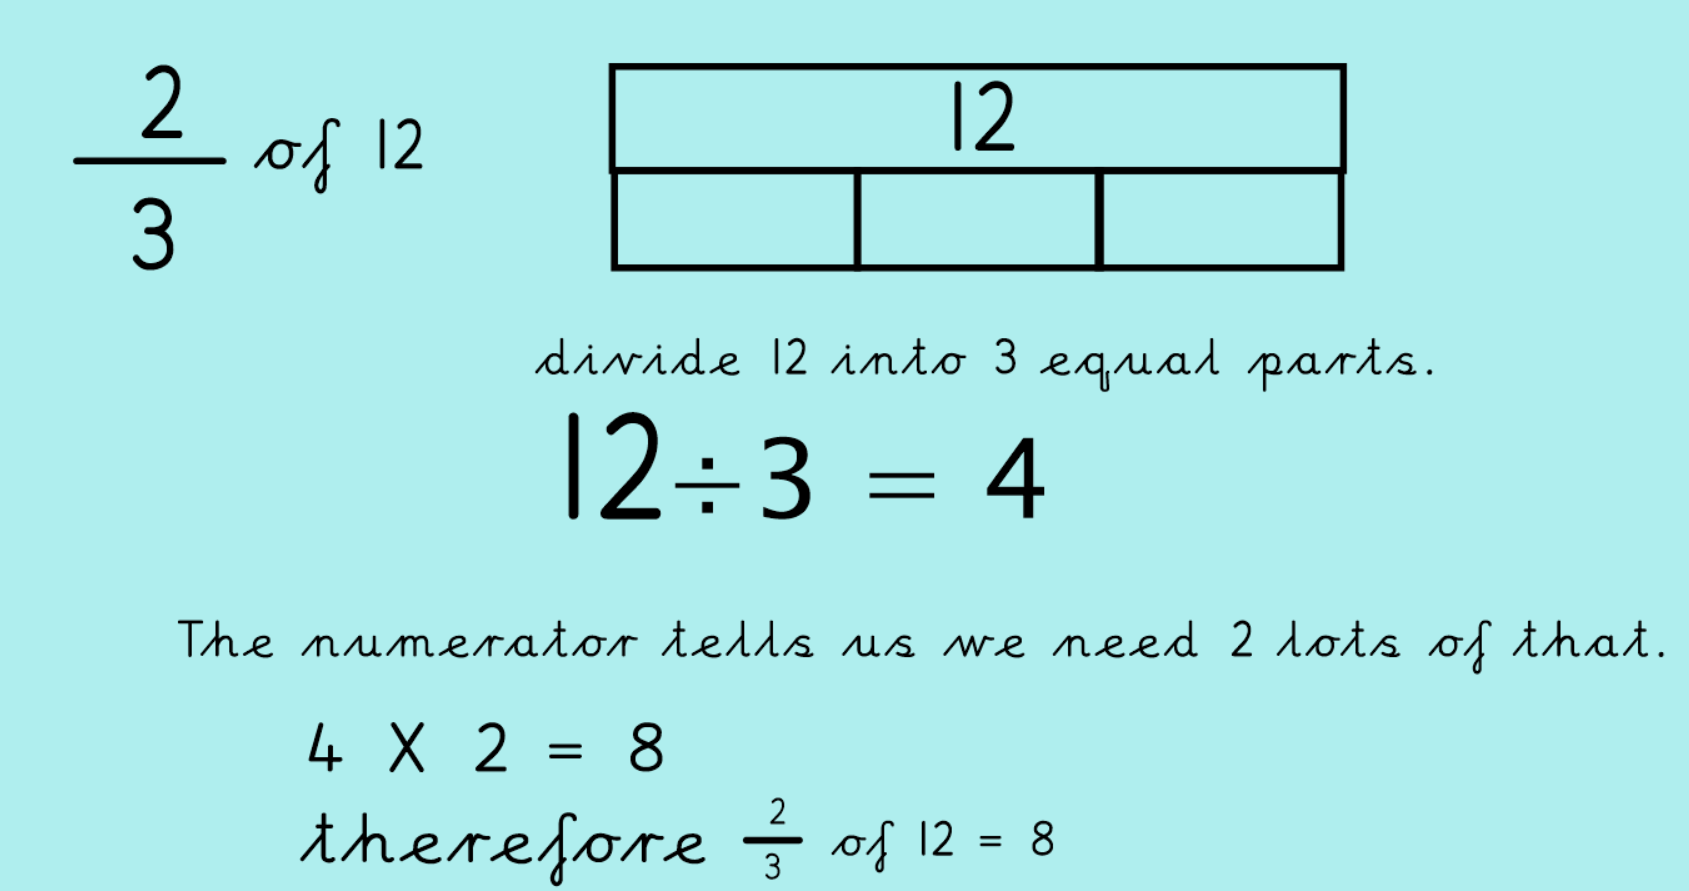 2/3 of 12
12
divide 12 into 3 equal parts.
12÷3 = 4
The numerator tells us we need 2 lots of that.
4 X 2 = 8
therefore 2/3 of 12 = 8